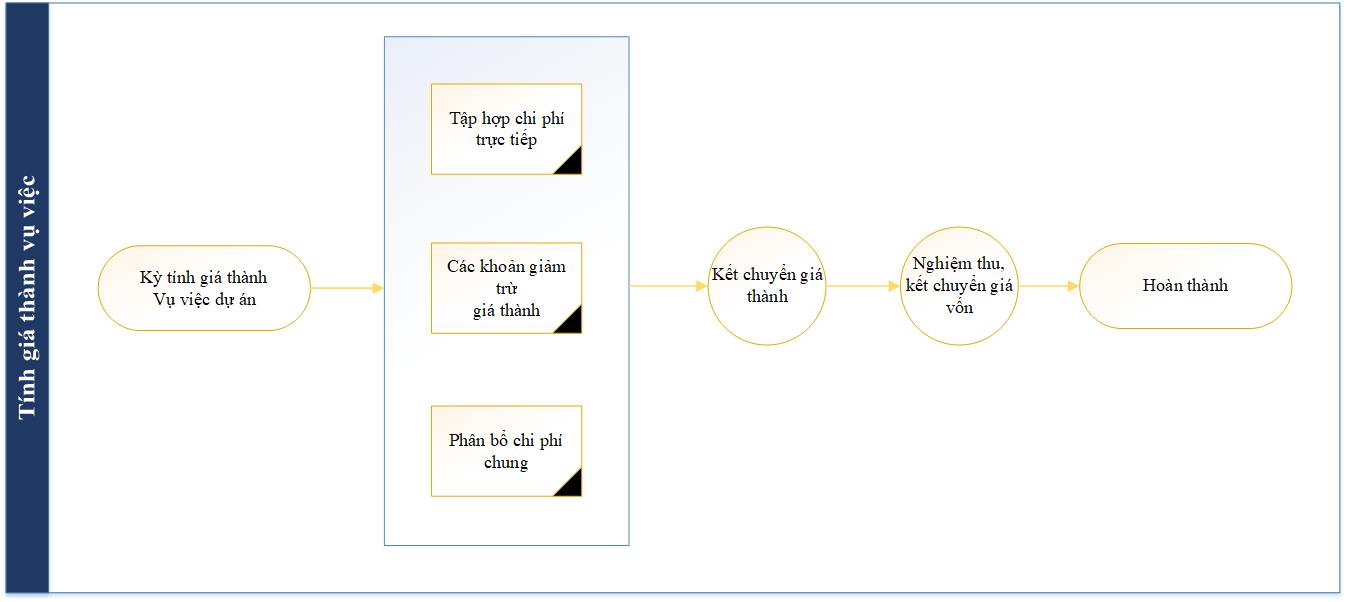 Tính giá thành vụ việc
Kỳ tính giá thành
Vụ việc dự án
Tập hợp chi phí
trực tiếp
Các khoản giảm
trừ
giá thành
Phân bổ chi phí
chung
Kết chuyển giá
thành
Nghiệm thu,
kết chuyển giá
vốn
Hoàn thành